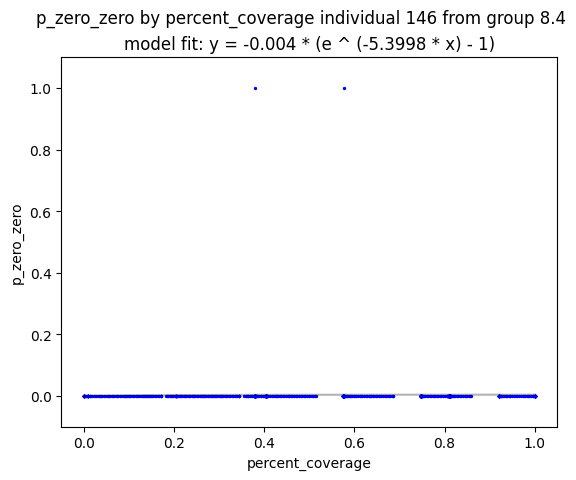 p_zero_zero by percent_coverage individual 146 from group 8.4
model fit: y = -0.004 * (e ^ (-5.3998 * x) - 1)
1.0
0.8
0.6
0.4
0.2
0.0
p_zero_zero
0.0 0.2 0.4 0.6 0.8 1.0
percent_coverage